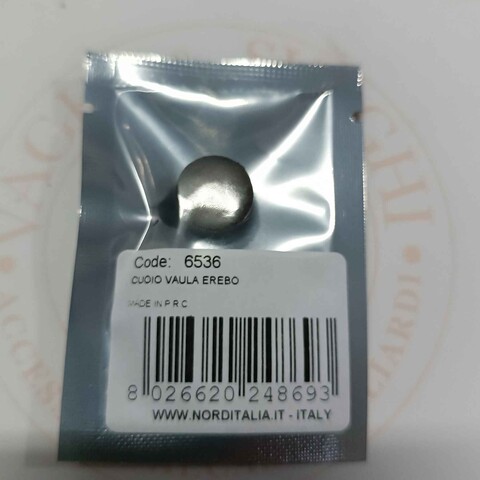 Code: 6536
CUOIO VAULA EREBO
MADE IN P.R.C
8 026620 248693
WWW.NORDITALIA.IT - ITALY